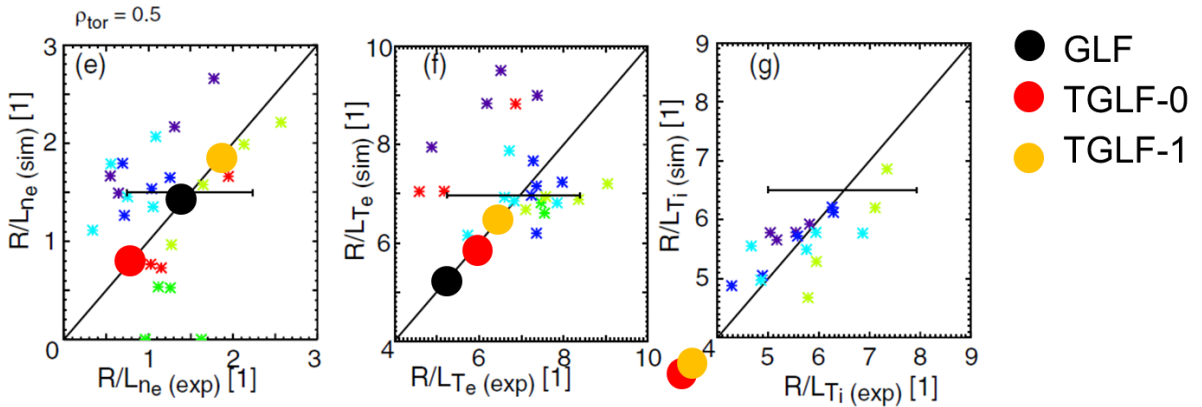 ρtor = 0.5
(e)
R/Lne (sim) [1]
3
2
1
0
1
2
3
R/Lne (exp) [1]
(f)
R/LTe (sim) [1]
10
8
6
4
4
6
8
10
R/LTe (exp) [1]
(g)
R/LTi (sim) [1]
9
8
7
6
5
4
5
6
7
8
9
R/LTi (exp) [1]
GLF
TGLF-0
TGLF-1